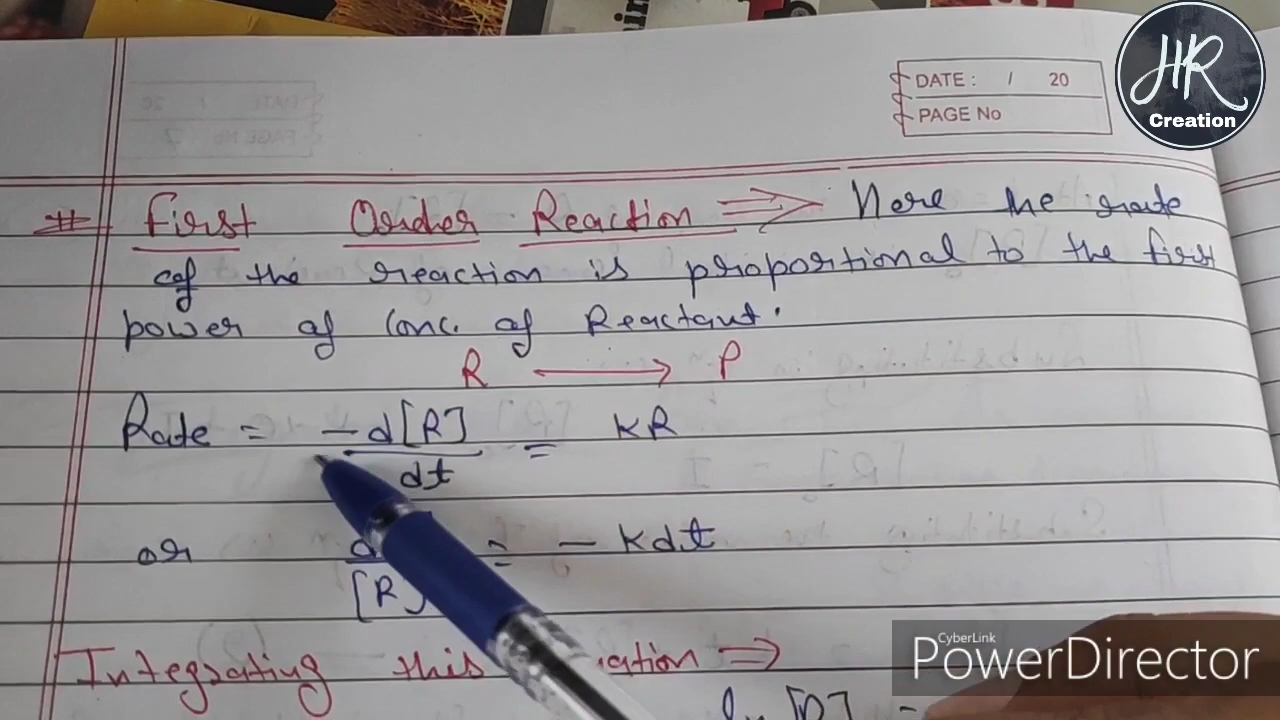 DATE : / 20
PAGE No
HR
Creation
# First Order Reaction ⇒ Here the rate
of the reaction is proportional to the first
power of Conc. of Reactant.
R ⟶ P
Rate = -d[R]/dt = KR
or d / [R] = - Kdt
Integrating this ⇒
ln [R] =
CyberLink
PowerDirector